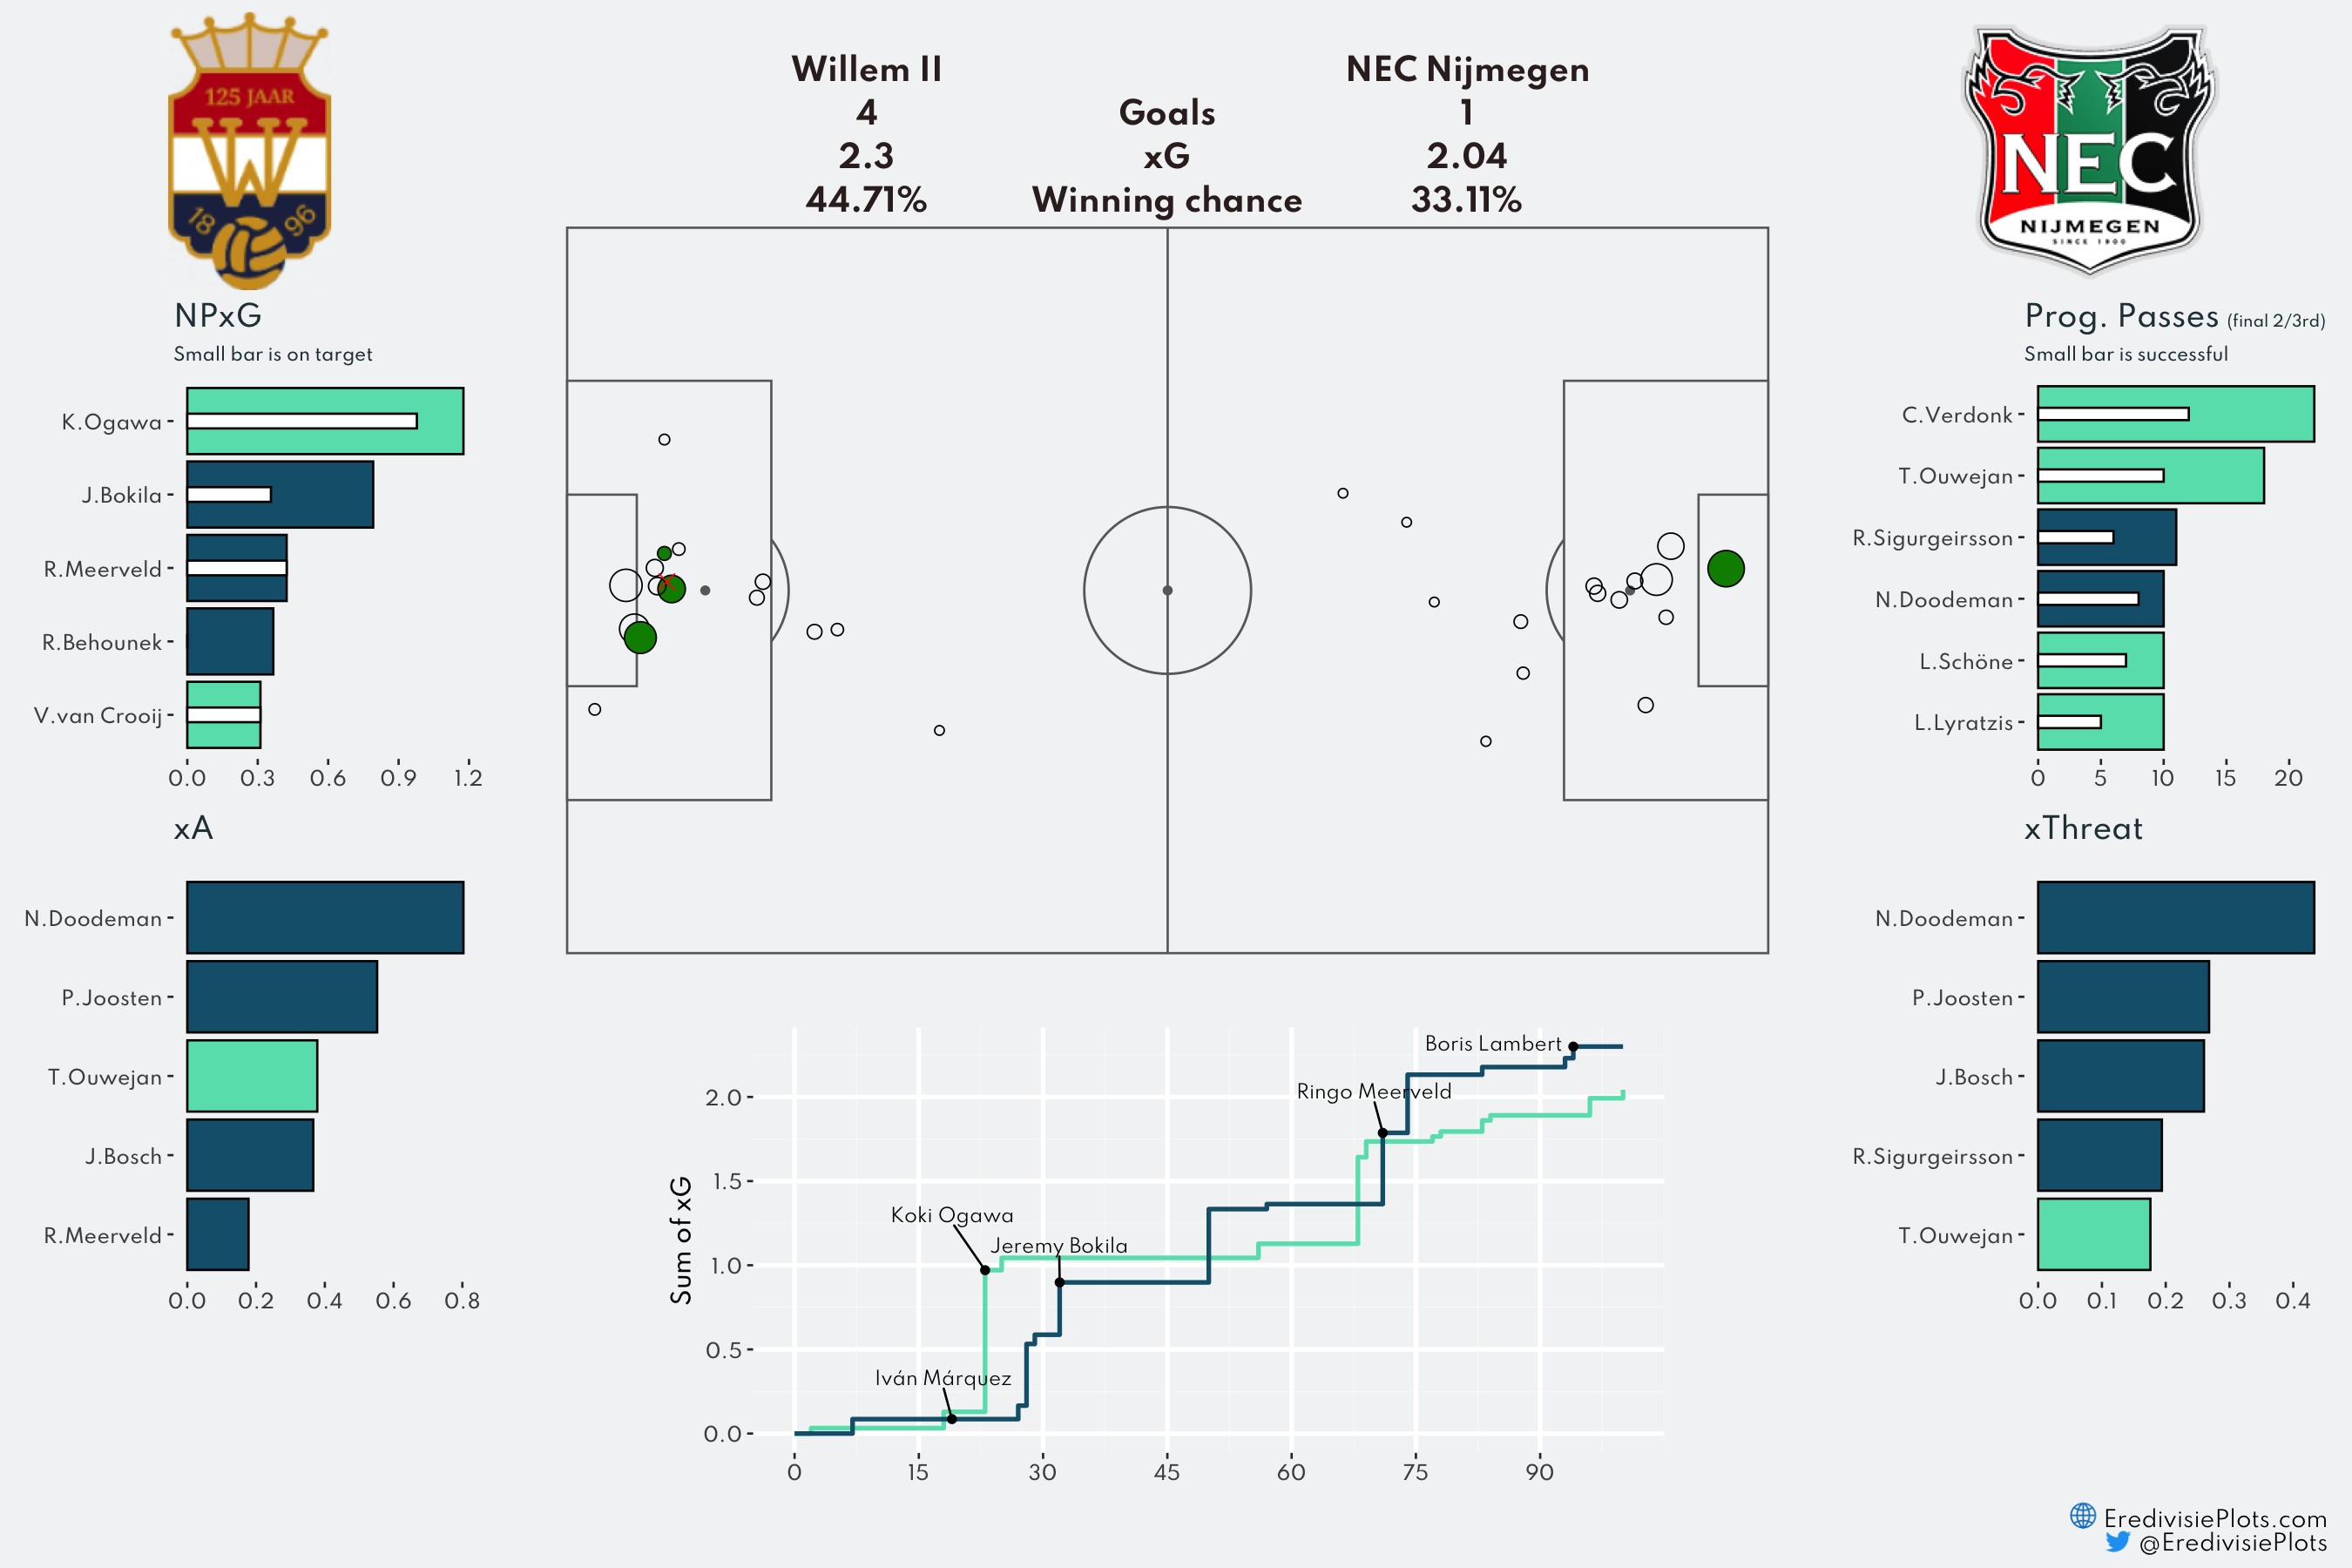 125 JAAR
18 96
Willem II NEC Nijmegen
4 Goals 1
2.3 xG 2.04
44.71% Winning chance 33.11%
NEC
NIJMEGEN
SINCE 1900
NPxG
Small bar is on target
K.Ogawa
J.Bokila
R.Meerveld
R.Behounek
V.van Crooij
0.0 0.3 0.6 0.9 1.2
xA
N.Doodeman
P.Joosten
T.Ouwejan
J.Bosch
R.Meerveld
0.0 0.2 0.4 0.6 0.8
Prog. Passes (final 2/3rd)
Small bar is successful
C.Verdonk
T.Ouwejan
R.Sigurgeirsson
N.Doodeman
L.Schöne
L.Lyratzis
0 5 10 15 20
xThreat
N.Doodeman
P.Joosten
J.Bosch
R.Sigurgeirsson
T.Ouwejan
0.0 0.1 0.2 0.3 0.4
Sum of xG
2.0
1.5
1.0
0.5
0.0
Boris Lambert
Ringo Meerveld
Koki Ogawa
Jeremy Bokila
Iván Márquez
0 15 30 45 60 75 90
EredivisiePlots.com
@EredivisiePlots